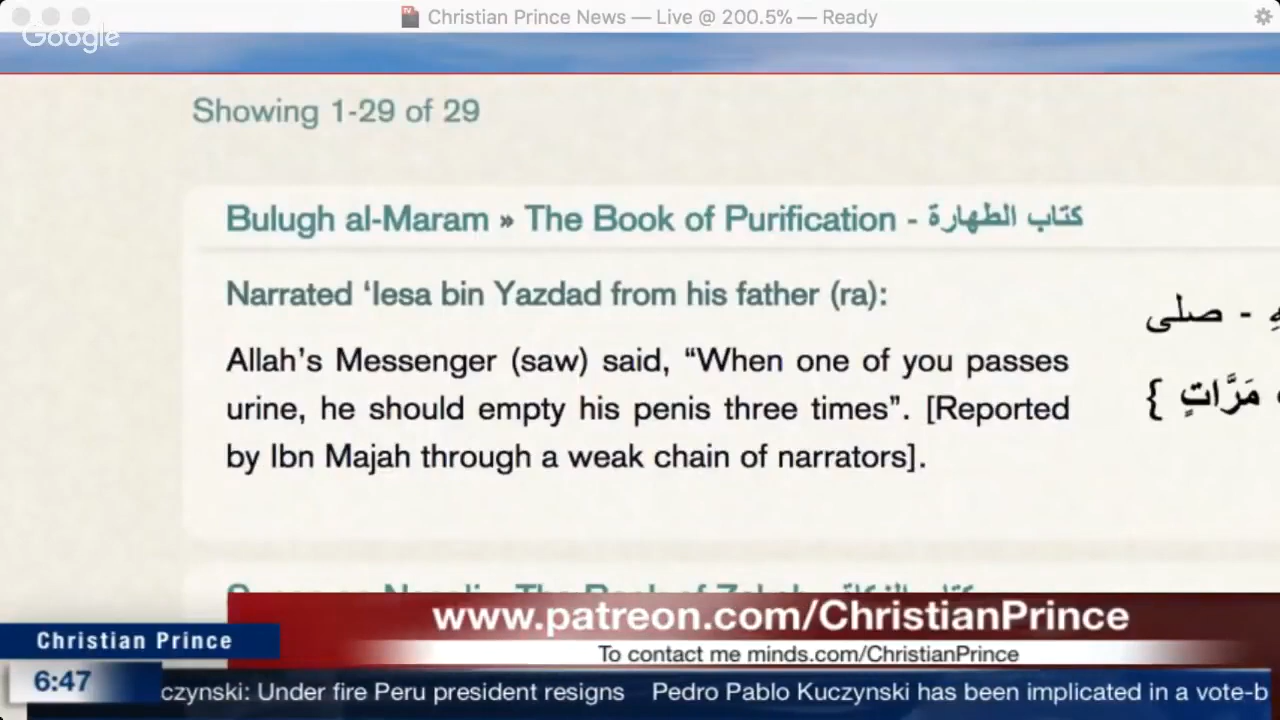 Christian Prince News — Live @ 200.5% — Ready
Google
Showing 1-29 of 29
Bulugh al-Maram » The Book of Purification - كتاب الطهارة
Narrated ‘Iesa bin Yazdad from his father (ra):
Allah’s Messenger (saw) said, “When one of you passes
urine, he should empty his penis three times”. [Reported
by Ibn Majah through a weak chain of narrators].
- صلى
مَرَّاتٍ }
www.patreon.com/ChristianPrince
To contact me minds.com/ChristianPrince
Christian Prince
6:47
czynski: Under fire Peru president resigns Pedro Pablo Kuczynski has been implicated in a vote-b